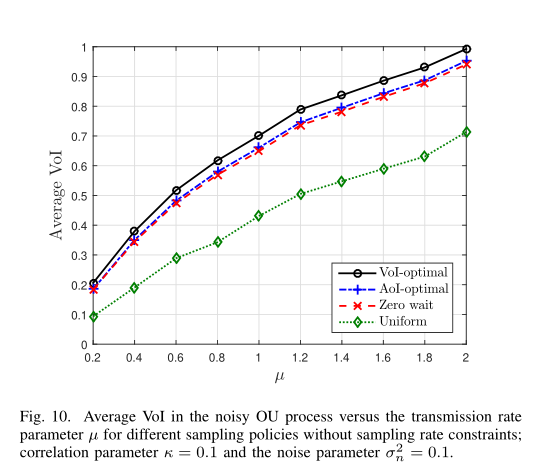 1
0.9
0.8
0.7
0.6
0.5
0.4
0.3
0.2
0.1
0
Average VoI
VoI-optimal
AoI-optimal
Zero wait
Uniform
0.2 0.4 0.6 0.8 1 1.2 1.4 1.6 1.8 2
μ
Fig. 10. Average VoI in the noisy OU process versus the transmission rate
parameter μ for different sampling policies without sampling rate constraints;
correlation parameter κ = 0.1 and the noise parameter σ²ₙ = 0.1.